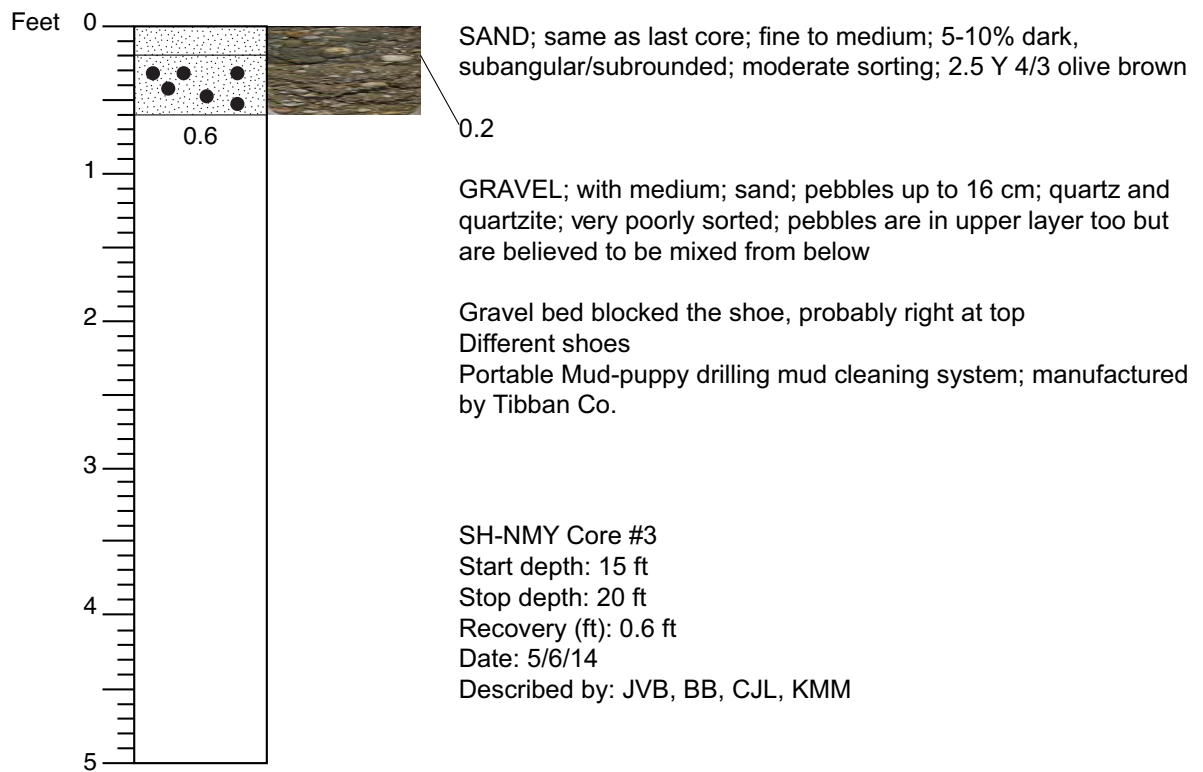 Feet 0
SAND; same as last core; fine to medium; 5-10% dark,
subangular/subrounded; moderate sorting; 2.5 Y 4/3 olive brown
0.2
0.6
1
GRAVEL; with medium; sand; pebbles up to 16 cm; quartz and
quartzite; very poorly sorted; pebbles are in upper layer too but
are believed to be mixed from below
2
Gravel bed blocked the shoe, probably right at top
Different shoes
Portable Mud-puppy drilling mud cleaning system; manufactured
by Tibban Co.
3
SH-NMY Core #3
Start depth: 15 ft
Stop depth: 20 ft
4
Recovery (ft): 0.6 ft
Date: 5/6/14
Described by: JVB, BB, CJL, KMM
5